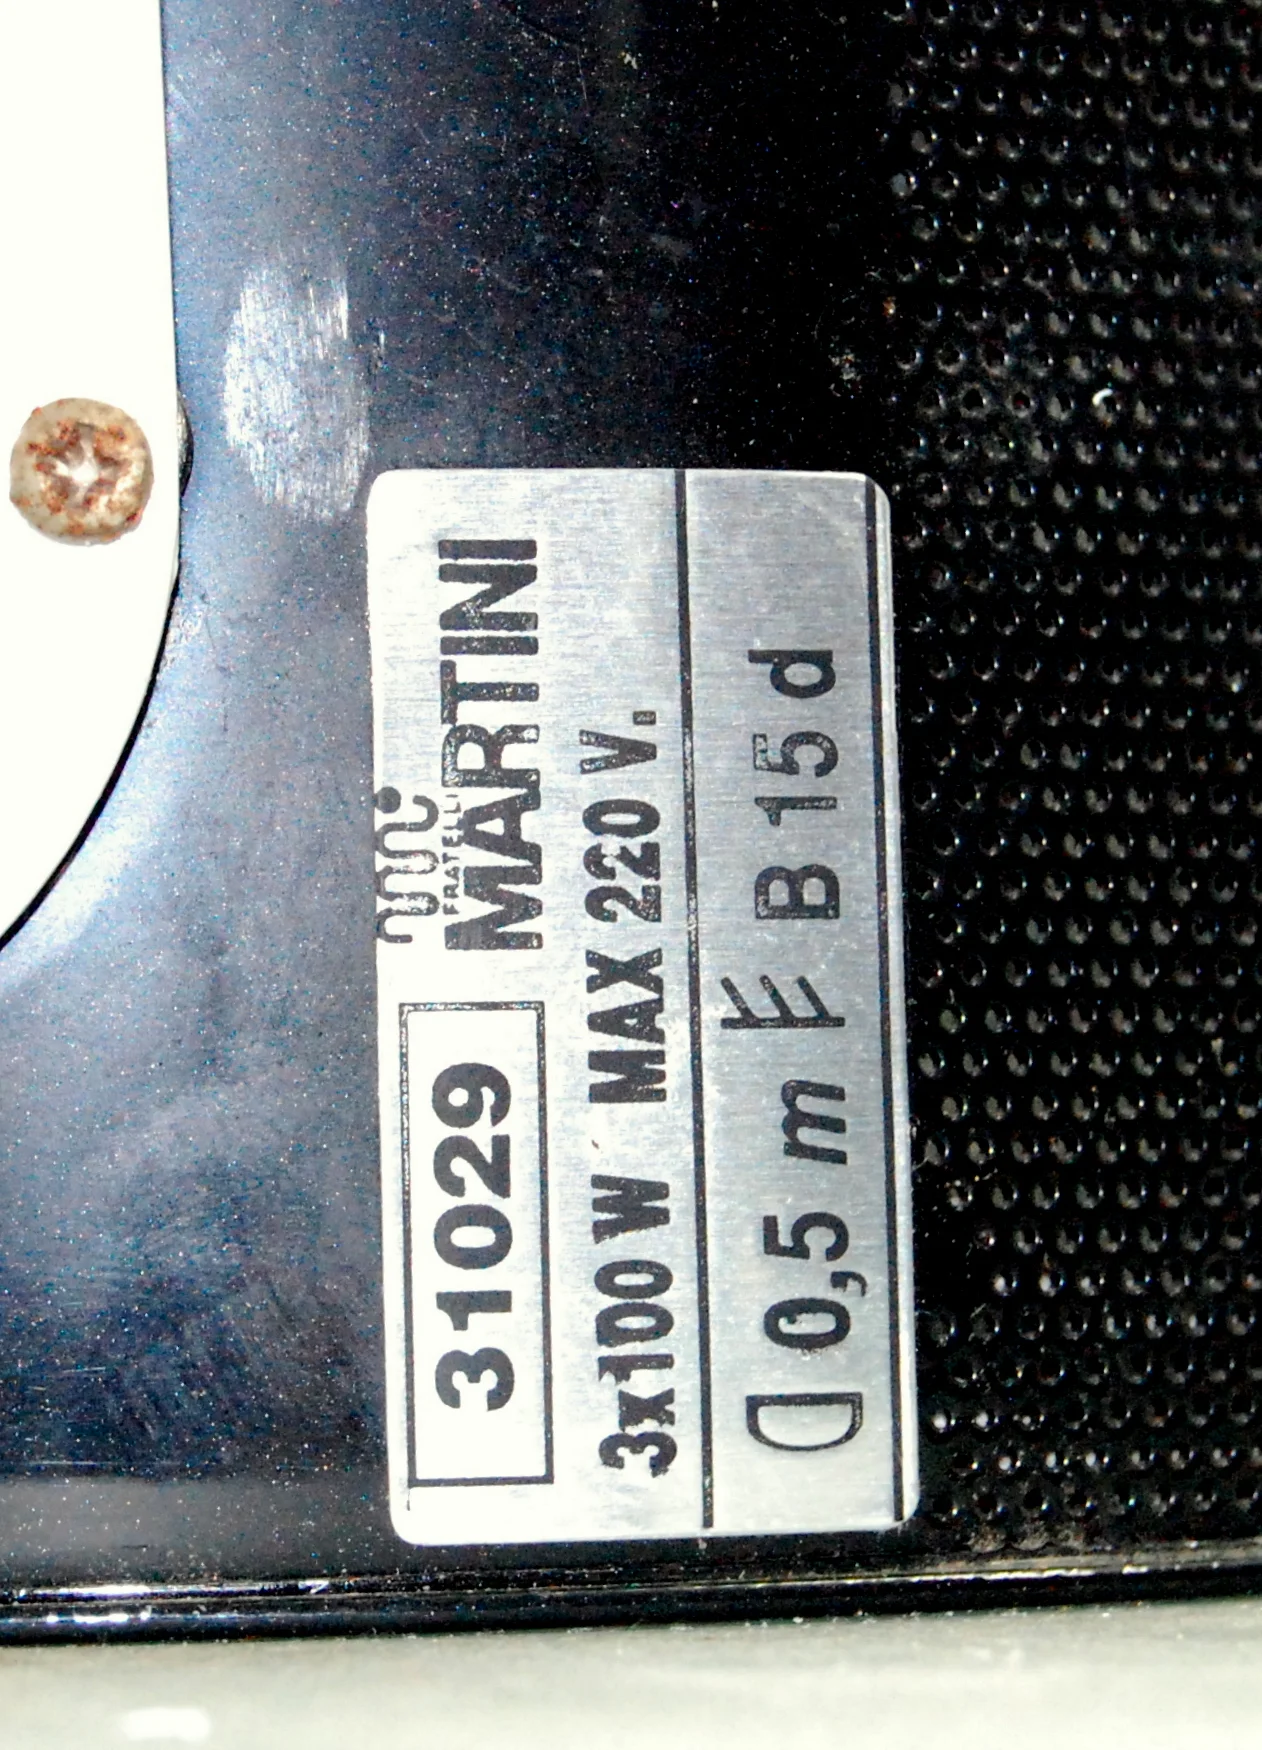 FRATELLI
31029 MARTINI
3x100 W MAX 220 V.
0,5 m B 15 d